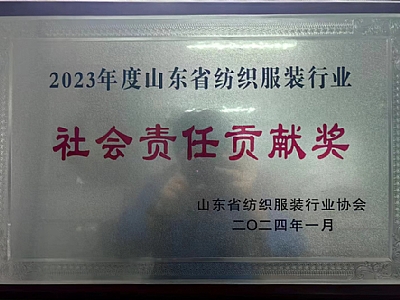 2023年度山东省纺织服装行业
社会责任贡献奖
山东省纺织服装行业协会
二〇二四年一月